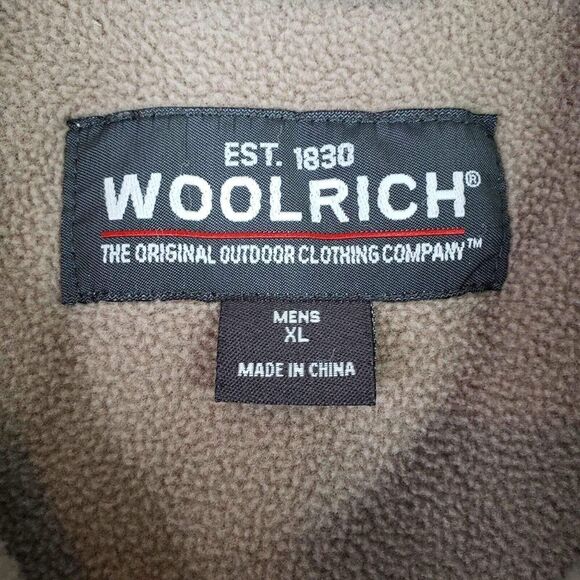 EST. 1830
WOOLRICH®
THE ORIGINAL OUTDOOR CLOTHING COMPANY™
MENS
XL
MADE IN CHINA